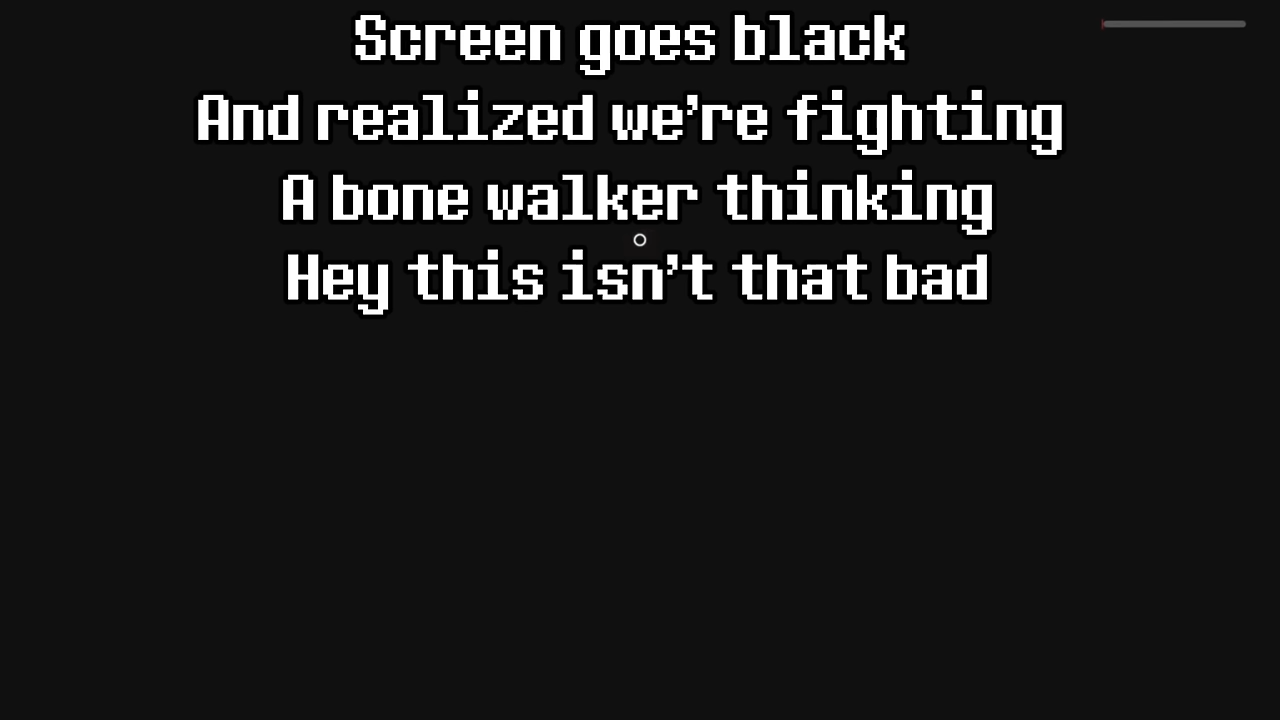 Screen goes black
And realized we're fighting
A bone walker thinking
Hey this isn't that bad